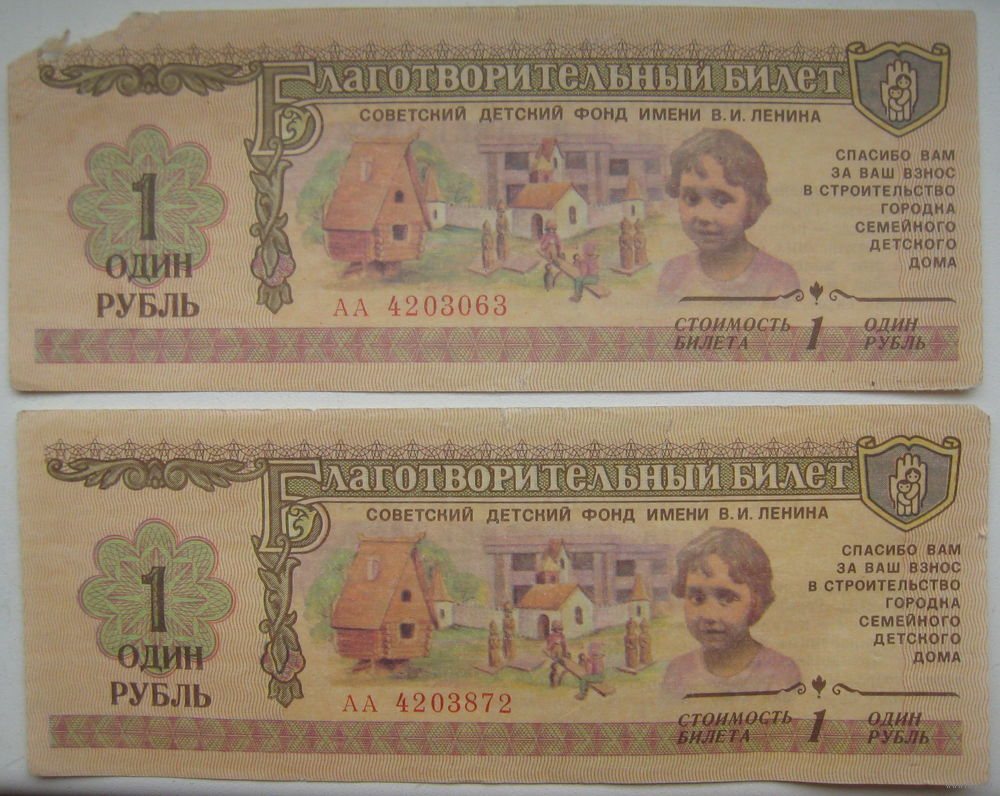 Благотворительный билет
СОВЕТСКИЙ ДЕТСКИЙ ФОНД ИМЕНИ В.И. ЛЕНИНА
СПАСИБО ВАМ
ЗА ВАШ ВЗНОС
В СТРОИТЕЛЬСТВО
ГОРОДКА
СЕМЕЙНОГО
ДЕТСКОГО
ДОМА
1
ОДИН
РУБЛЬ
АА 4203063
СТОИМОСТЬ БИЛЕТА 1 ОДИН РУБЛЬ
Благотворительный билет
СОВЕТСКИЙ ДЕТСКИЙ ФОНД ИМЕНИ В.И. ЛЕНИНА
СПАСИБО ВАМ
ЗА ВАШ ВЗНОС
В СТРОИТЕЛЬСТВО
ГОРОДКА
СЕМЕЙНОГО
ДЕТСКОГО
ДОМА
1
ОДИН
РУБЛЬ
АА 4203872
СТОИМОСТЬ БИЛЕТА 1 ОДИН РУБЛЬ